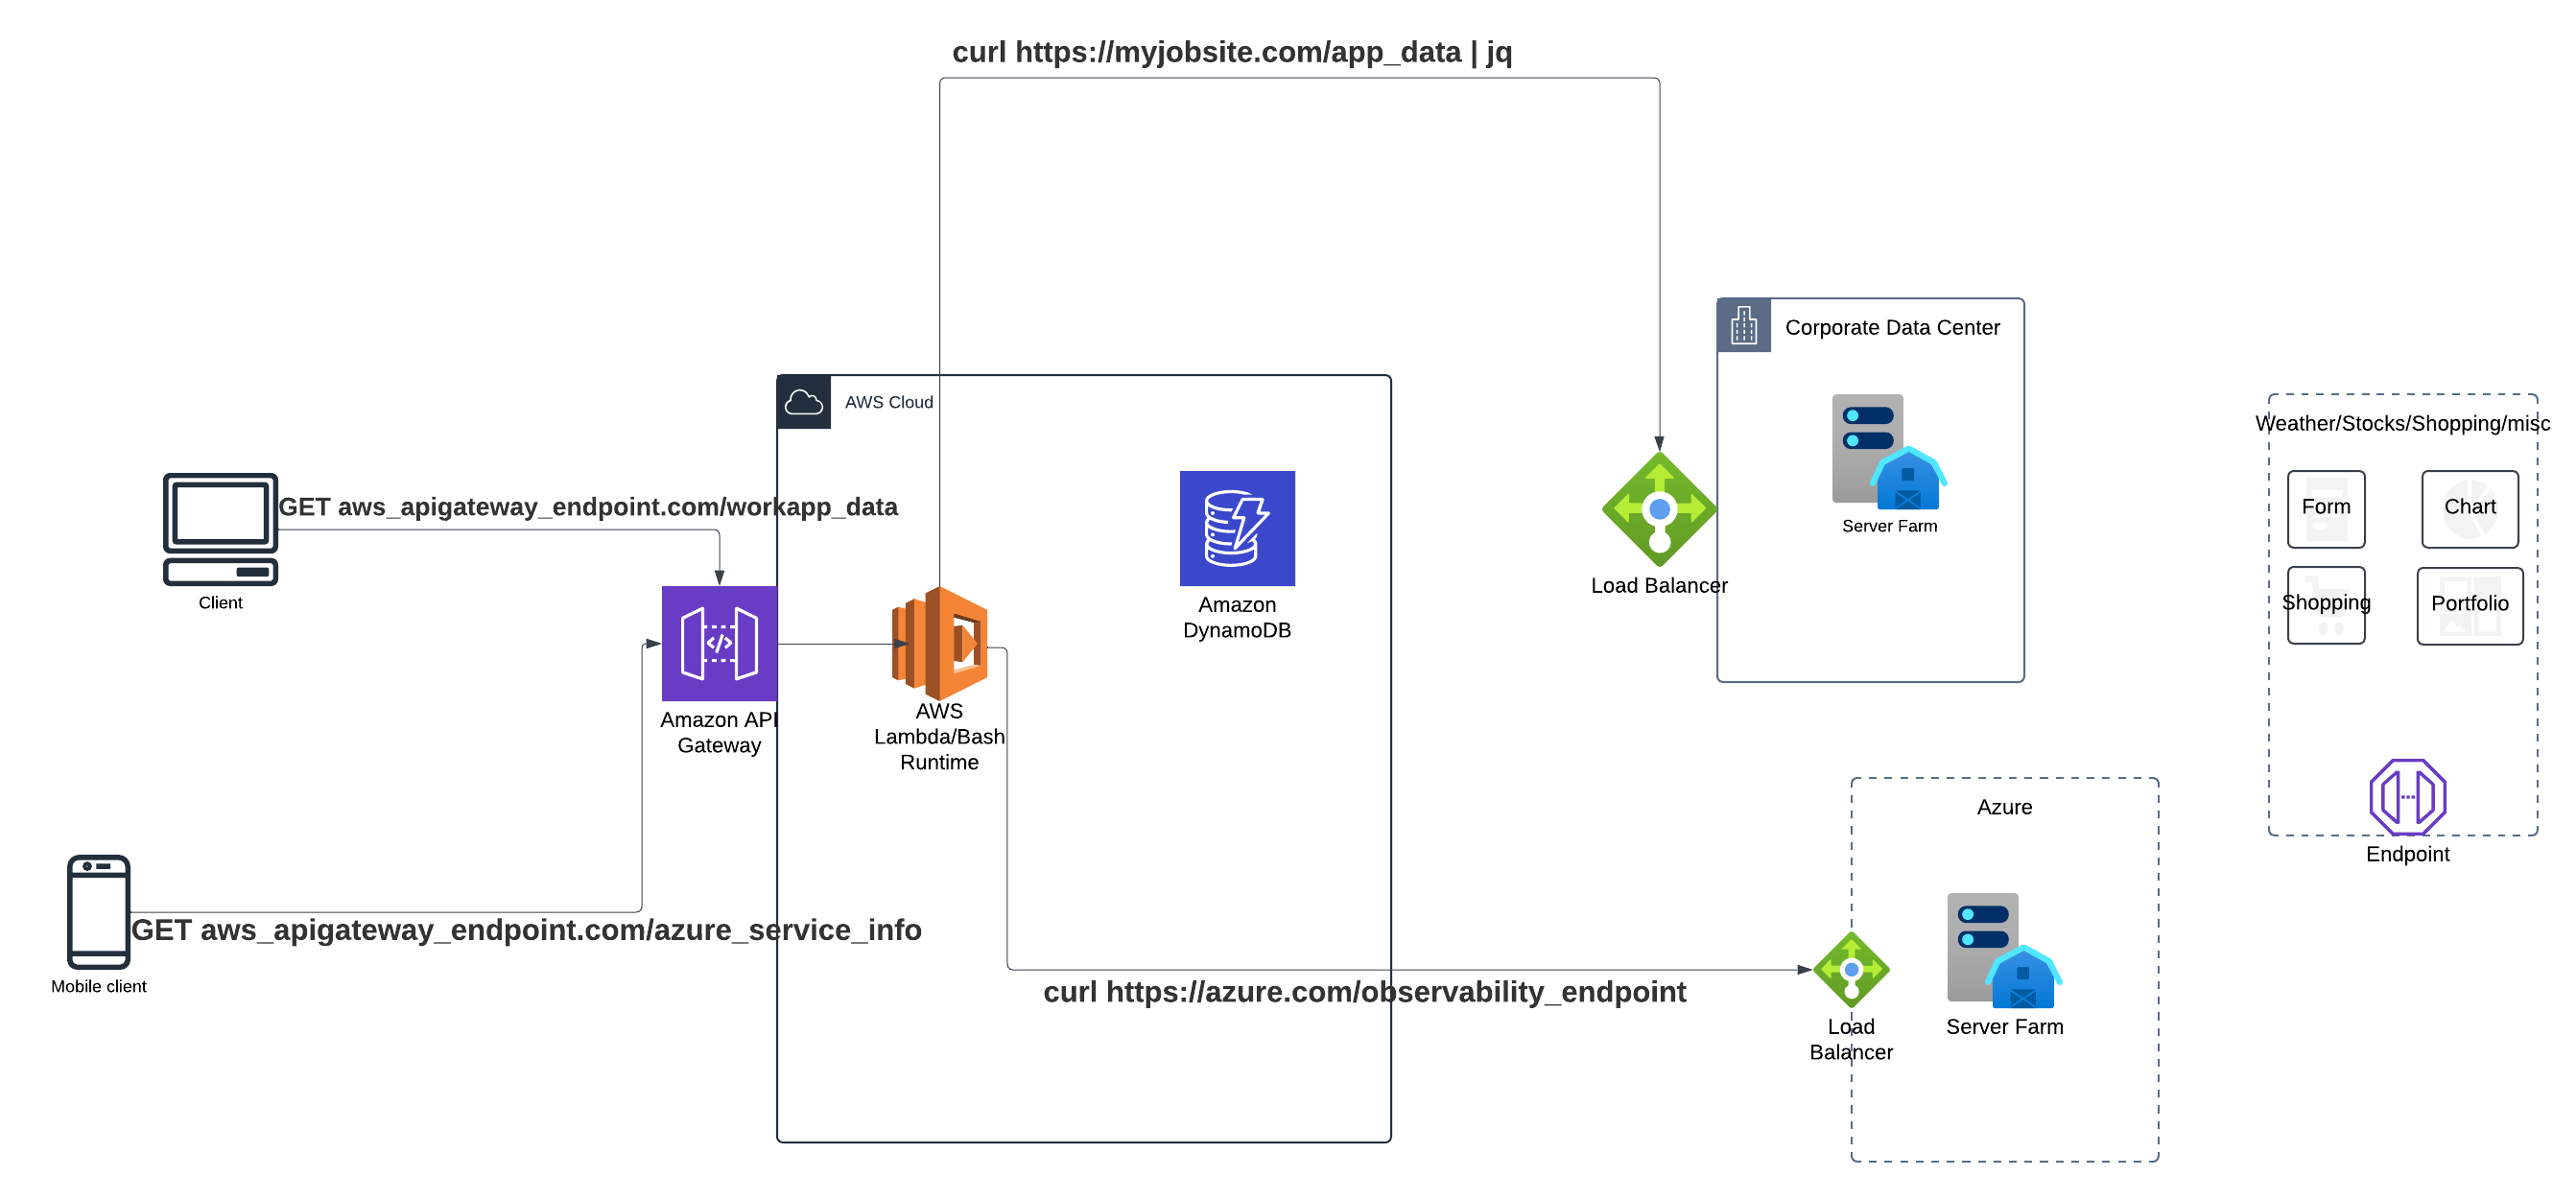 curl https://myjobsite.com/app_data | jq
Corporate Data Center
AWS Cloud
Weather/Stocks/Shopping/misc
GET aws_apigateway_endpoint.com/workapp_data
Form
Chart
Server Farm
Client
Amazon
DynamoDB
Load Balancer
Shopping
Portfolio
Amazon API
Gateway
AWS
Lambda/Bash
Runtime
Azure
Endpoint
GET aws_apigateway_endpoint.com/azure_service_info
Mobile client
curl https://azure.com/observability_endpoint
Load
Balancer
Server Farm